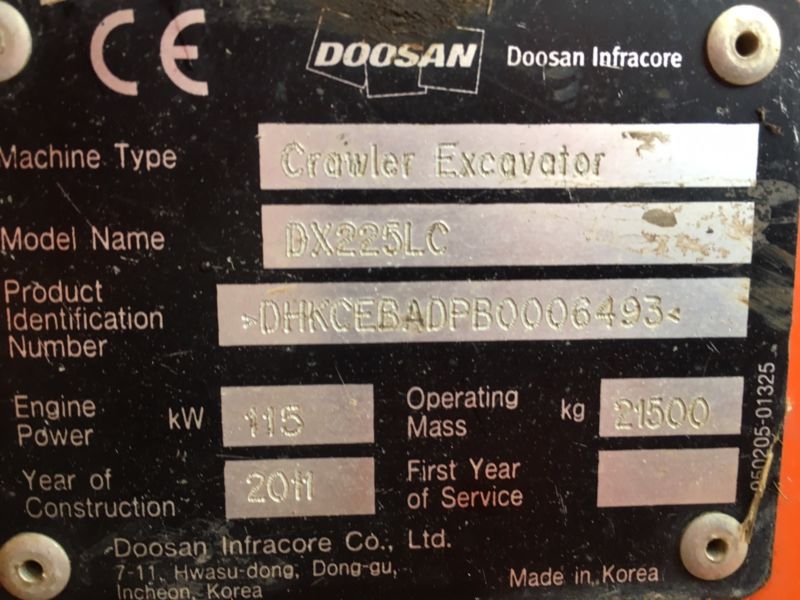 CE DOOSAN Doosan Infracore
Machine Type Crawler Excavator
Model Name DX225LC
Product
Identification
Number
>DHKCEBADPB0006493<
Engine
Power kW 115
Operating
Mass kg 21500
Year of
Construction 2011
First Year
of Service
950205-01325
Doosan Infracore Co., Ltd.
7-11, Hwasu-dong, Dong-gu,
Incheon, Korea
Made in Korea